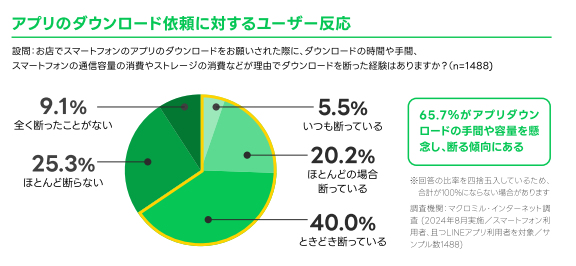 アプリのダウンロード依頼に対するユーザー反応
設問：お店でスマートフォンのアプリのダウンロードをお願いされた際に、ダウンロードの時間や手間、
スマートフォンの通信容量の消費やストレージの消費などが理由でダウンロードを断った経験はありますか？（n=1488）
9.1%
全く断ったことがない
25.3%
ほとんど断らない
5.5%
いつも断っている
20.2%
ほとんどの場合
断っている
40.0%
ときどき断っている
65.7%がアプリダウン
ロードの手間や容量を懸
念し、断る傾向にある
※回答の比率を四捨五入しているため、
合計が100%にならない場合があります
調査機関：マクロミル・インターネット調
査（2024年8月実施／スマートフォン利
用者、且つLINEアプリ利用者を対象／サ
ンプル数1488）